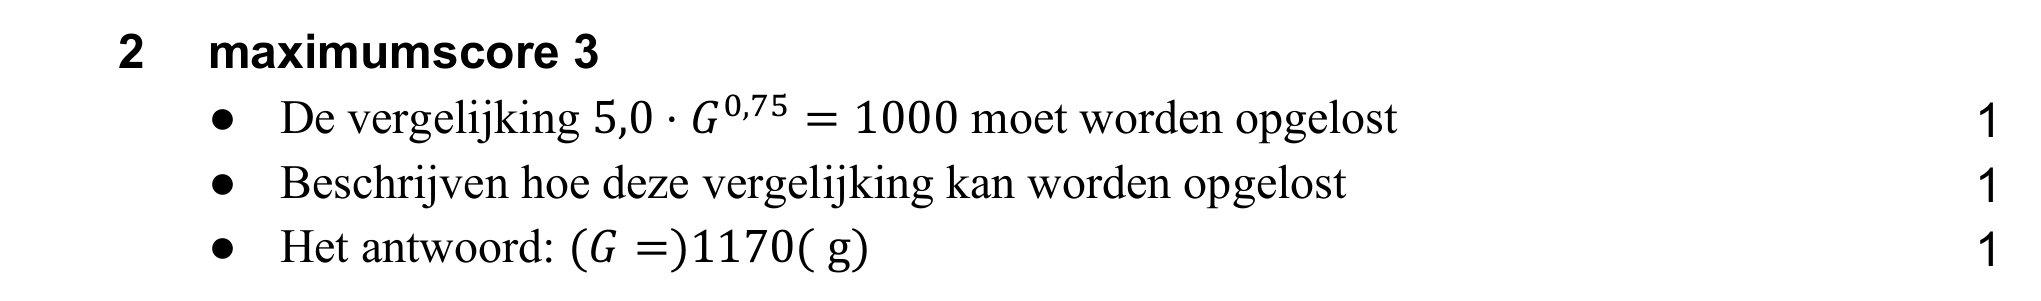 2 maximumscore 3
● De vergelijking 5,0 · G^{0,75} = 1000 moet worden opgelost 1
● Beschrijven hoe deze vergelijking kan worden opgelost 1
● Het antwoord: (G =)1170( g) 1